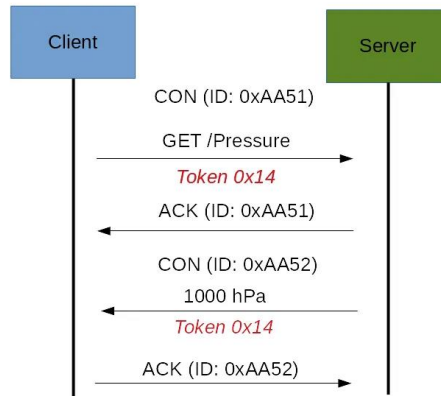 Client
Server
CON (ID: 0xAA51)
GET /Pressure
Token 0x14
ACK (ID: 0xAA51)
CON (ID: 0xAA52)
1000 hPa
Token 0x14
ACK (ID: 0xAA52)